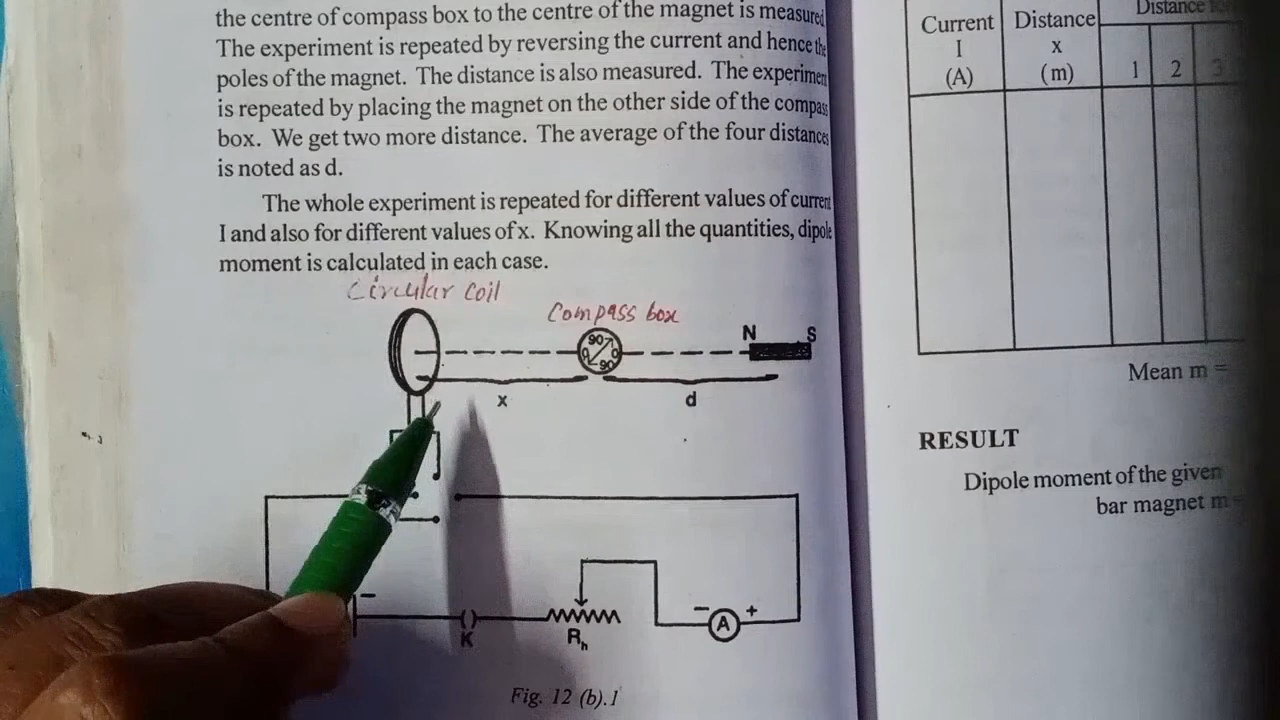 the centre of compass box to the centre of the magnet is measured
The experiment is repeated by reversing the current and hence the
poles of the magnet. The distance is also measured. The experimen
is repeated by placing the magnet on the other side of the compass
box. We get two more distance. The average of the four distances
is noted as d.
The whole experiment is repeated for different values of current
I and also for different values of x. Knowing all the quantities, dipole
moment is calculated in each case.
Circular coil
Compass box
N S
90 0 0 90
x d
K
Rh
− A +
−
Fig. 12 (b).1
Current Distance Distance
I x
(A) (m) 1 2 3
Mean m =
RESULT
Dipole moment of the given
bar magnet m =